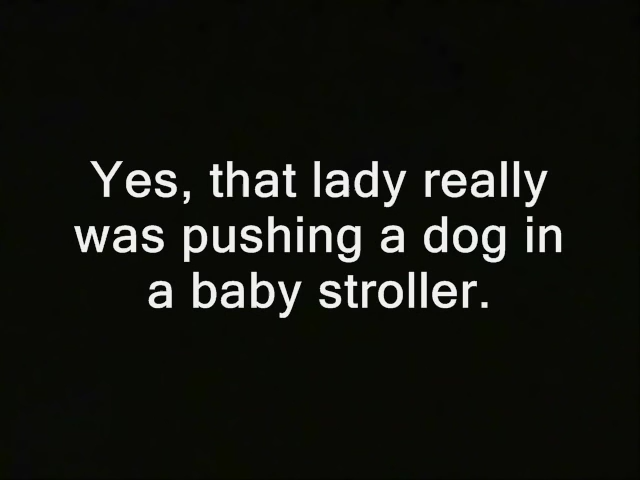 Yes, that lady really
was pushing a dog in
a baby stroller.